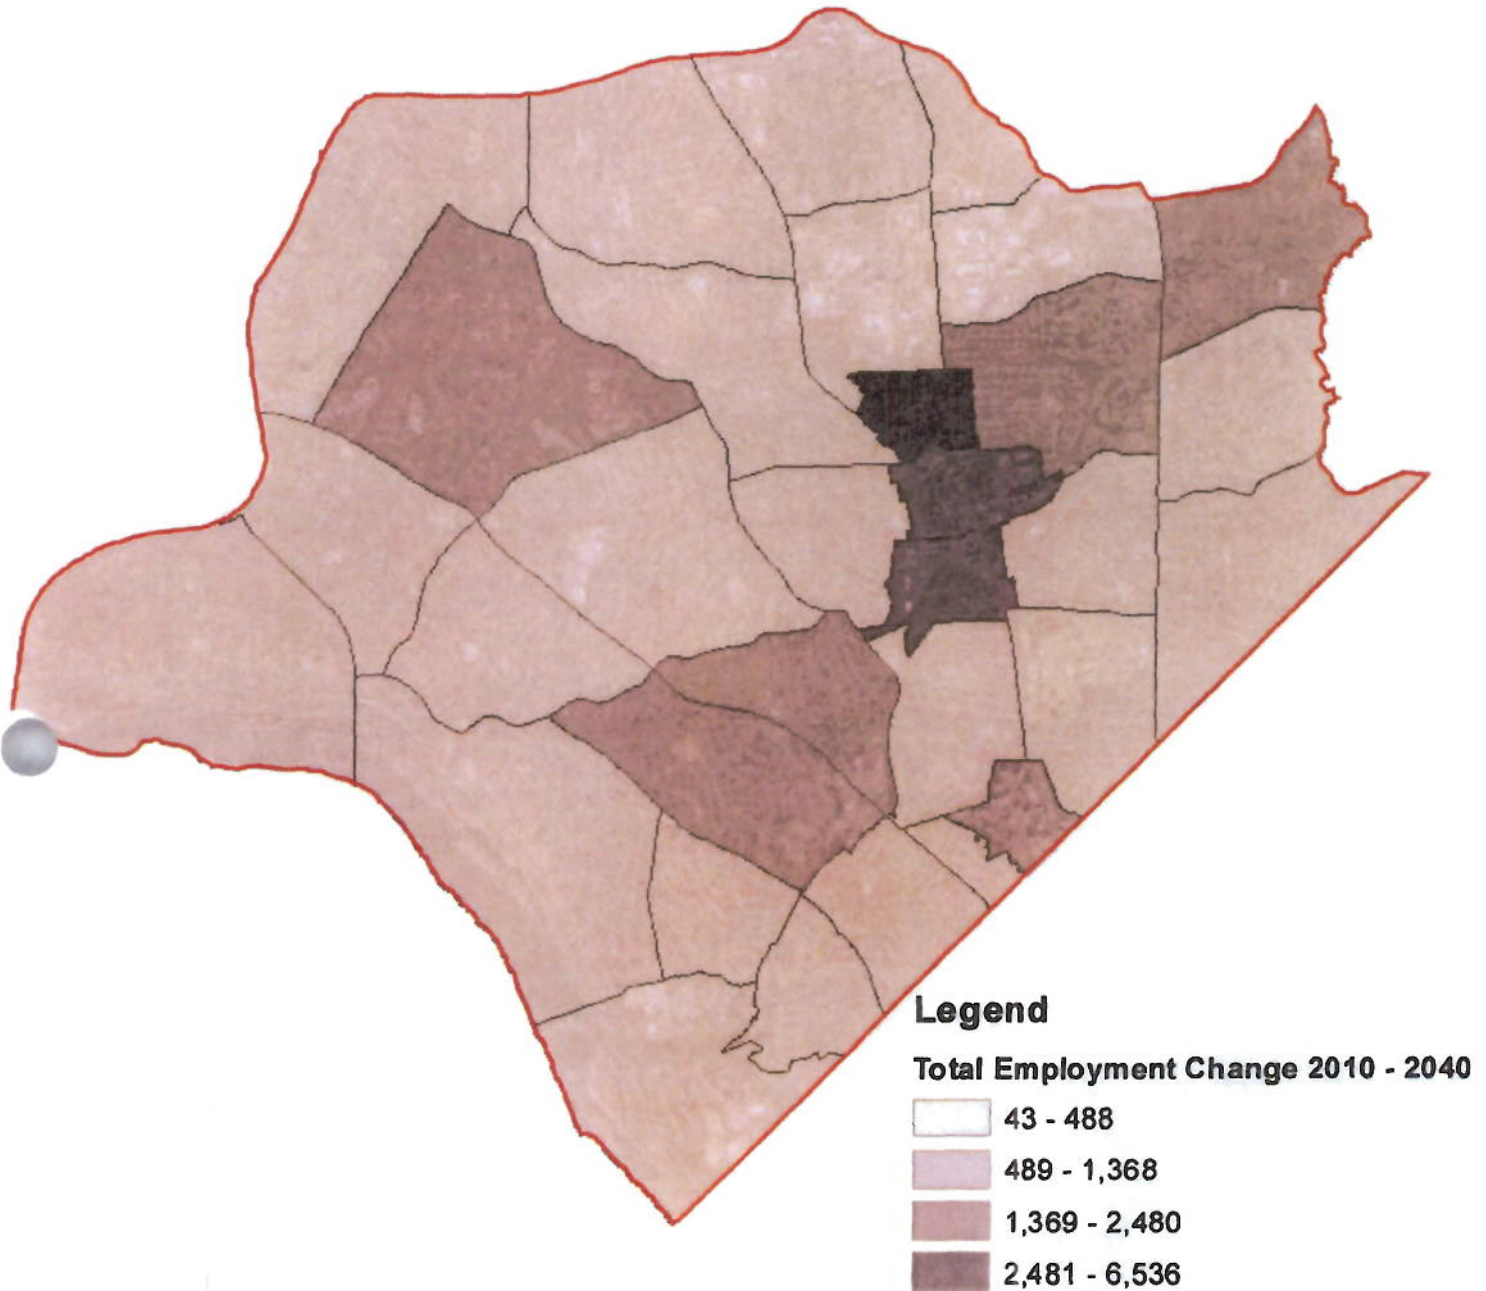 Legend
Total Employment Change 2010 - 2040
43 - 488
489 - 1,368
1,369 - 2,480
2,481 - 6,536